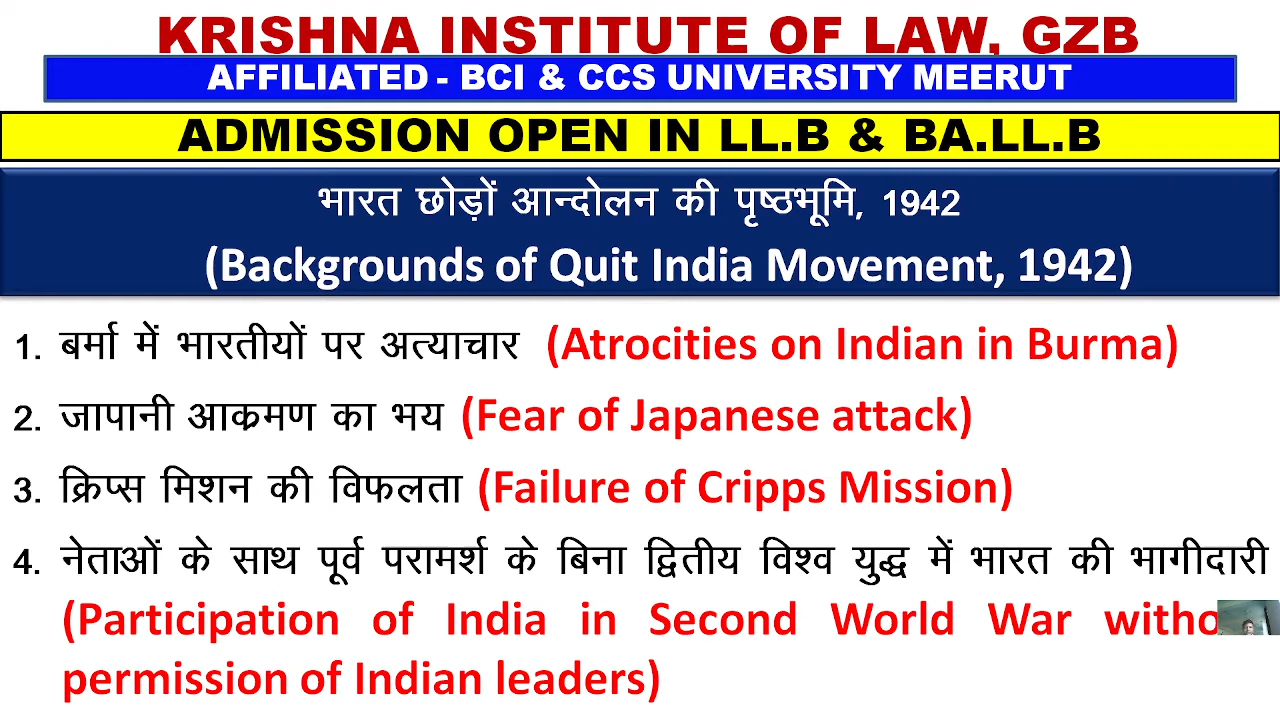 KRISHNA INSTITUTE OF LAW, GZB
AFFILIATED - BCI & CCS UNIVERSITY MEERUT
ADMISSION OPEN IN LL.B & BA.LL.B
भारत छोड़ों आन्दोलन की पृष्ठभूमि, 1942
(Backgrounds of Quit India Movement, 1942)
1. बर्मा में भारतीयों पर अत्याचार (Atrocities on Indian in Burma)
2. जापानी आक्रमण का भय (Fear of Japanese attack)
3. क्रिप्स मिशन की विफलता (Failure of Cripps Mission)
4. नेताओं के साथ पूर्व परामर्श के बिना द्वितीय विश्व युद्ध में भारत की भागीदारी
(Participation of India in Second World War
permission of Indian leaders)